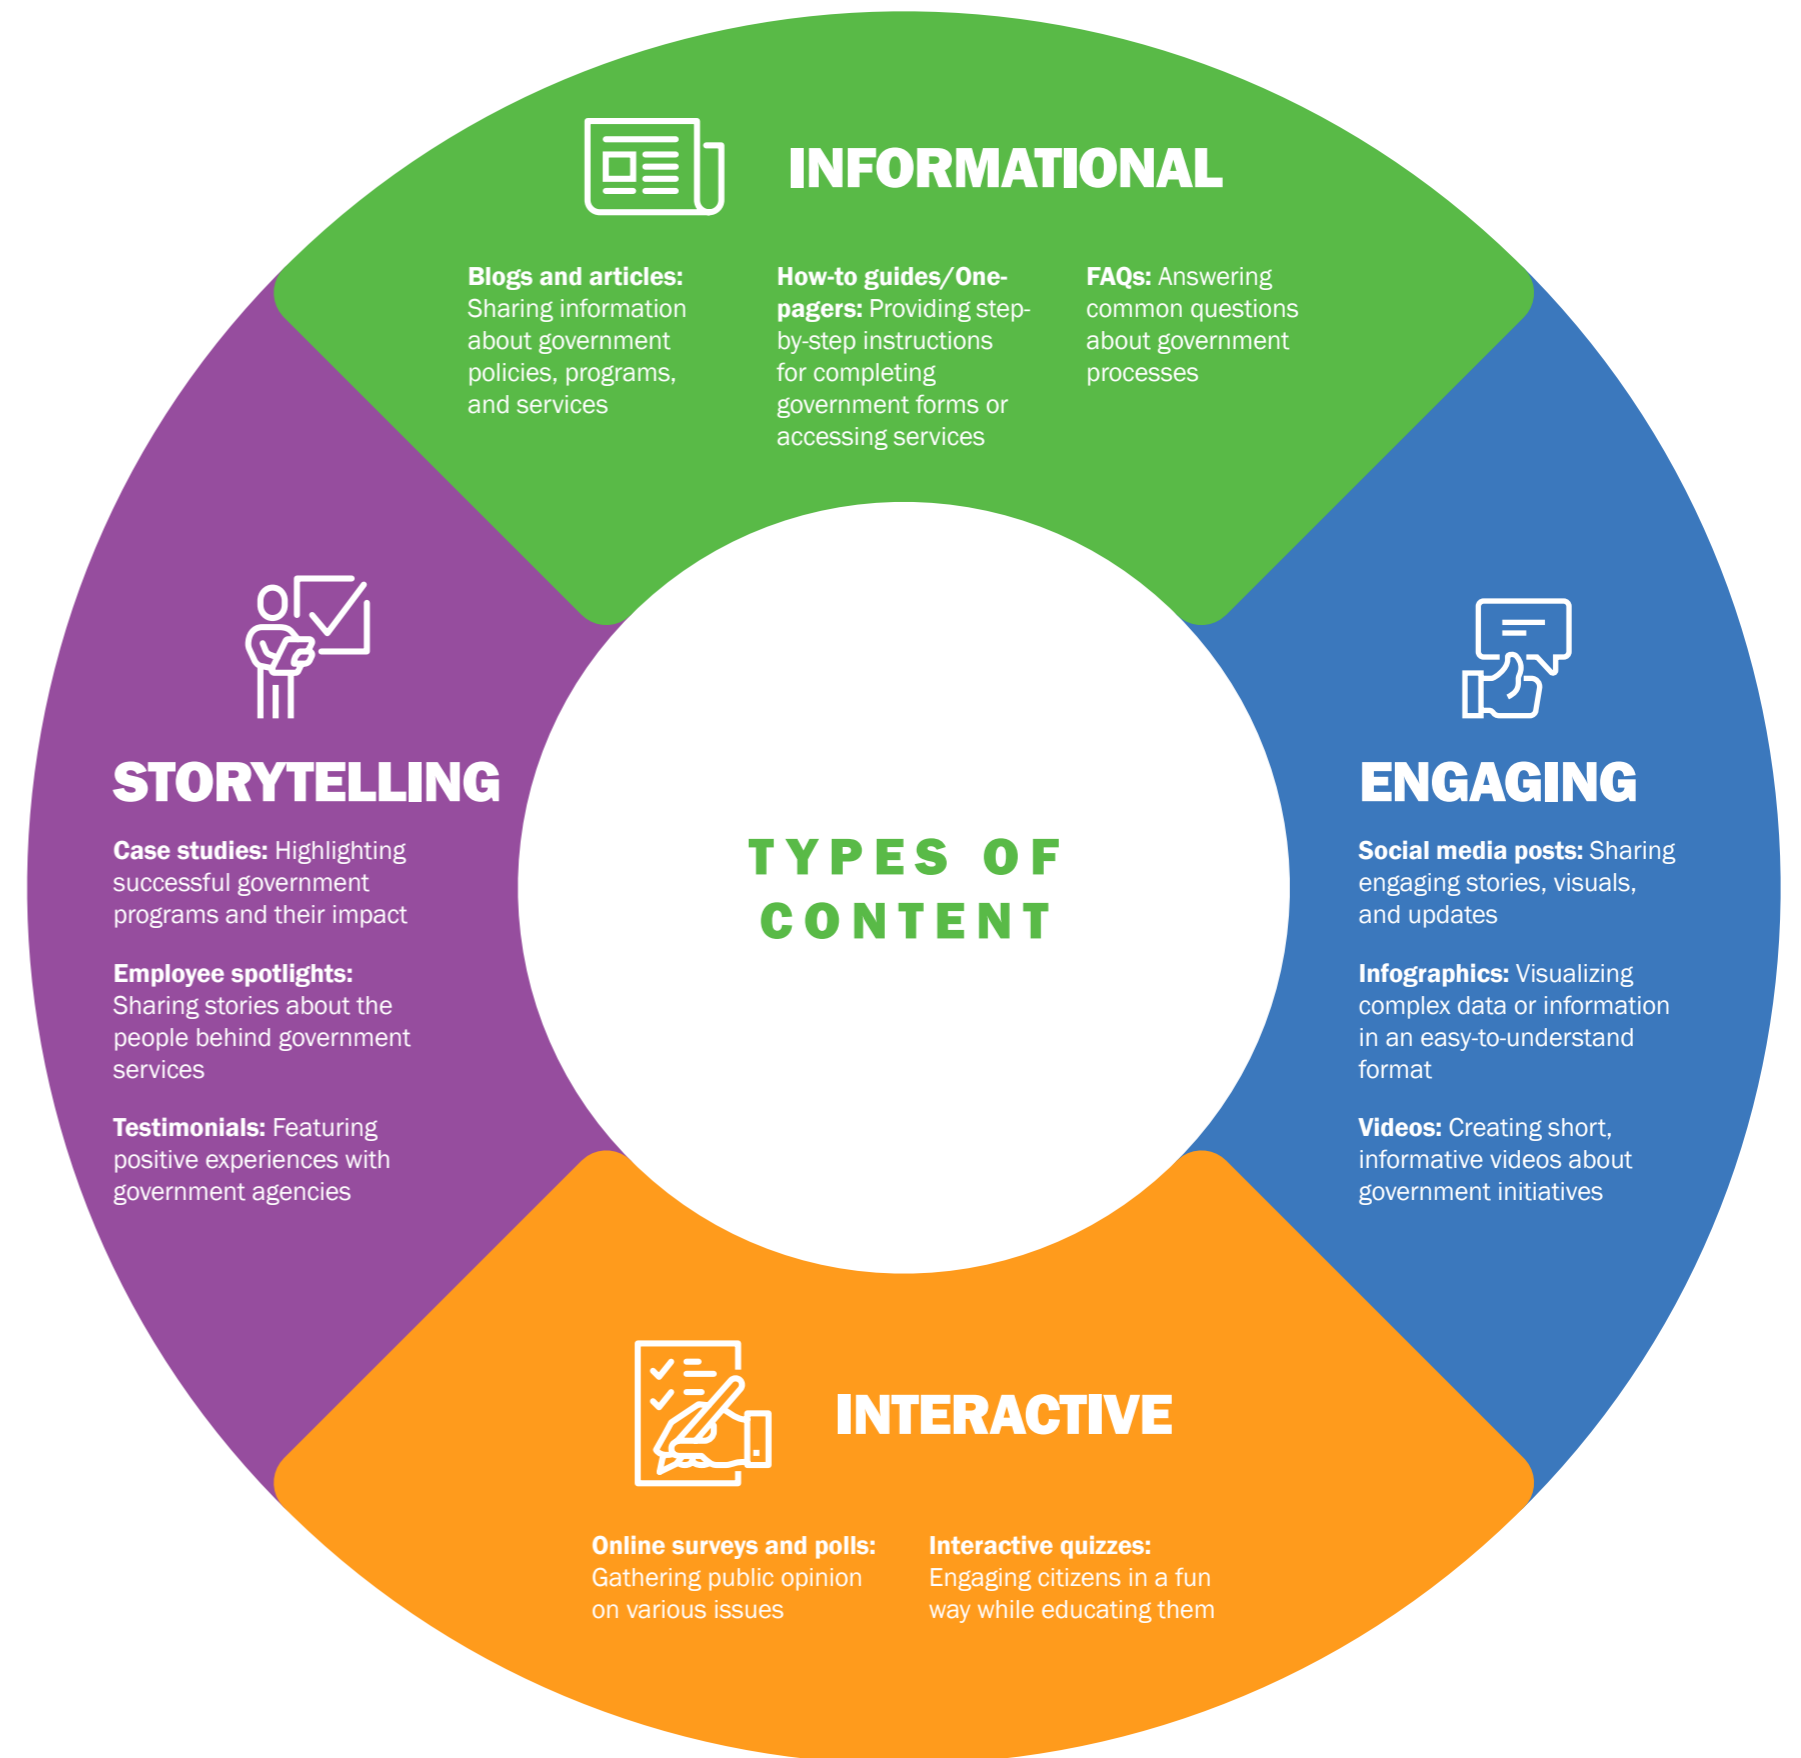 INFORMATIONAL
Blogs and articles:
Sharing information
about government
policies, programs,
and services
How-to guides/One-
pagers: Providing step-
by-step instructions
for completing
government forms or
accessing services
FAQs: Answering
common questions
about government
processes
STORYTELLING
Case studies: Highlighting
successful government
programs and their impact
Employee spotlights:
Sharing stories about the
people behind government
services
Testimonials: Featuring
positive experiences with
government agencies
TYPES OF
CONTENT
ENGAGING
Social media posts: Sharing
engaging stories, visuals,
and updates
Infographics: Visualizing
complex data or information
in an easy-to-understand
format
Videos: Creating short,
informative videos about
government initiatives
INTERACTIVE
Online surveys and polls:
Gathering public opinion
on various issues
Interactive quizzes:
Engaging citizens in a fun
way while educating them